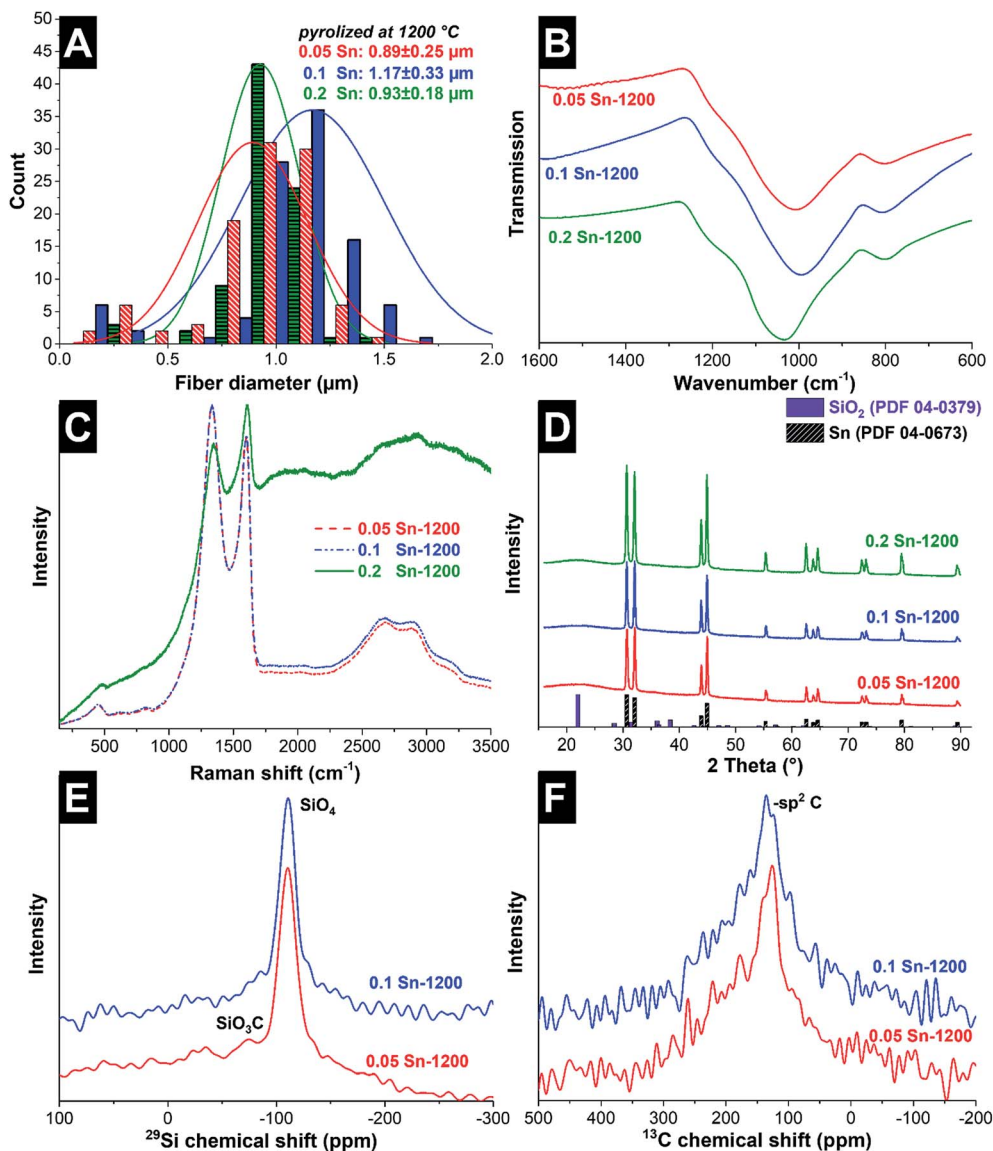 A
pyrolized at 1200 °C
0.05 Sn: 0.89±0.25 µm
0.1 Sn: 1.17±0.33 µm
0.2 Sn: 0.93±0.18 µm
50
45
40
35
30
25
20
15
10
5
0
Count
0.0 0.5 1.0 1.5 2.0
Fiber diameter (µm)
B
0.05 Sn-1200
0.1 Sn-1200
0.2 Sn-1200
Transmission
1600 1400 1200 1000 800 600
Wavenumber (cm⁻¹)
C
0.05 Sn-1200
0.1 Sn-1200
0.2 Sn-1200
Intensity
500 1000 1500 2000 2500 3000 3500
Raman shift (cm⁻¹)
D
SiO₂ (PDF 04-0379)
Sn (PDF 04-0673)
0.2 Sn-1200
0.1 Sn-1200
0.05 Sn-1200
Intensity
20 30 40 50 60 70 80 90
2 Theta (°)
E
SiO₄
0.1 Sn-1200
SiO₃C
0.05 Sn-1200
Intensity
100 0 -100 -200 -300
²⁹Si chemical shift (ppm)
F
-sp² C
0.1 Sn-1200
0.05 Sn-1200
Intensity
500 400 300 200 100 0 -100 -200
¹³C chemical shift (ppm)